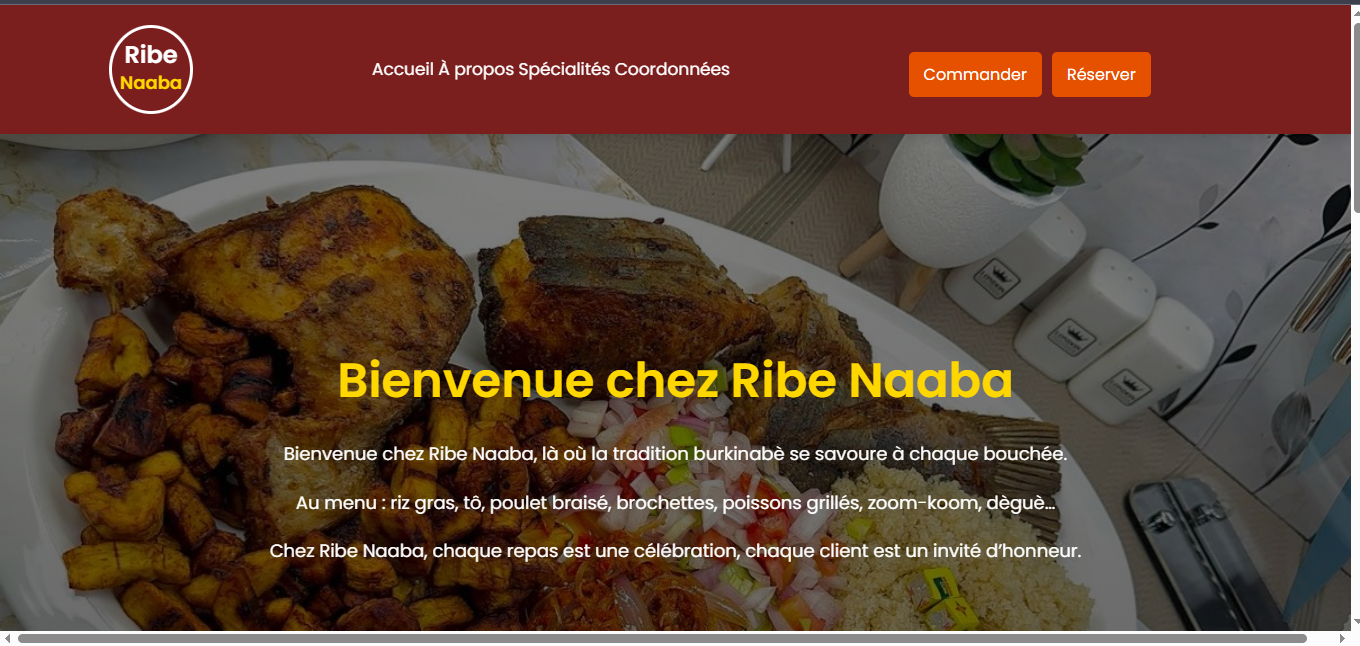 Ribe
Naaba
Accueil À propos Spécialités Coordonnées
Commander
Réserver
Bienvenue chez Ribe Naaba
Bienvenue chez Ribe Naaba, là où la tradition burkinabè se savoure à chaque bouchée.
Au menu : riz gras, tô, poulet braisé, brochettes, poissons grillés, zoom-koom, dèguè...
Chez Ribe Naaba, chaque repas est une célébration, chaque client est un invité d’honneur.